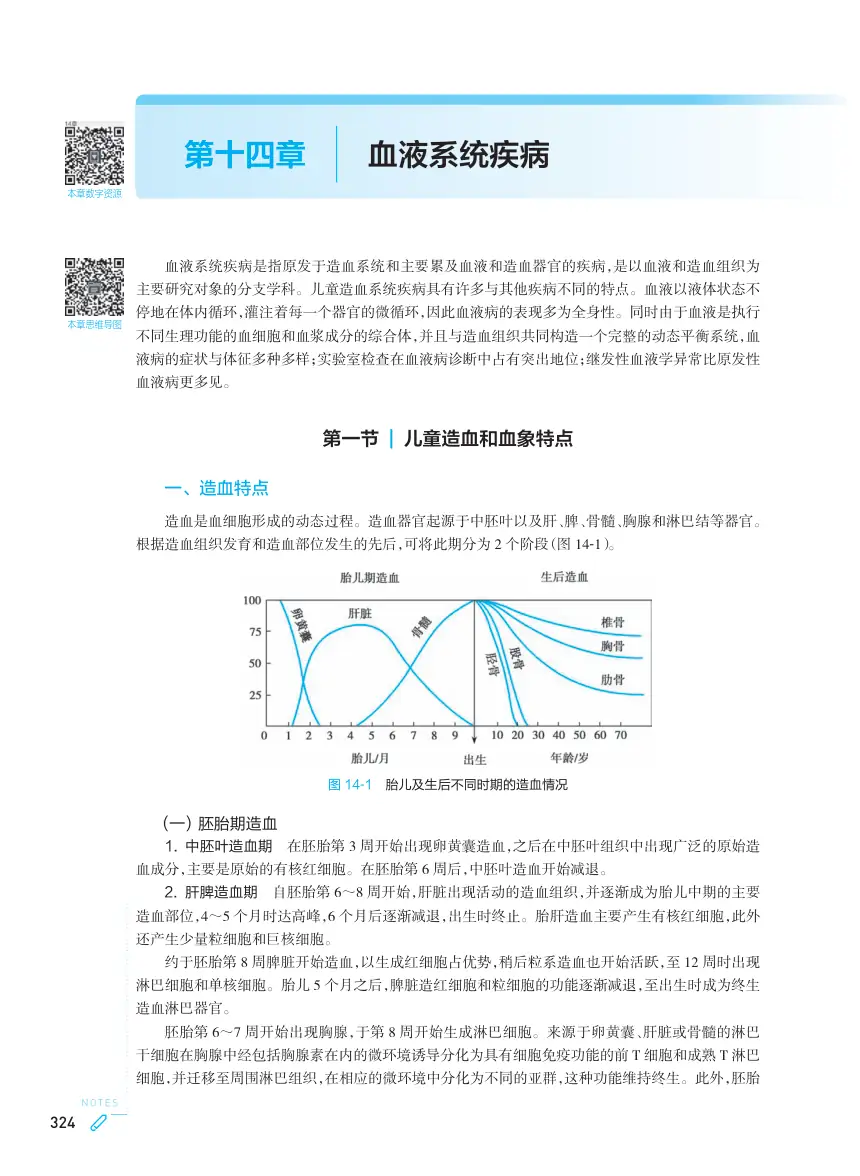 14章
第十四章 血液系统疾病
本章数字资源
本章思维导图
血液系统疾病是指原发于造血系统和主要累及血液和造血器官的疾病,是以血液和造血组织为
主要研究对象的分支学科。儿童造血系统疾病具有许多与其他疾病不同的特点。血液以液体状态不
停地在体内循环,灌注着每一个器官的微循环,因此血液病的表现多为全身性。同时由于血液是执行
不同生理功能的血细胞和血浆成分的综合体,并且与造血组织共同构造一个完整的动态平衡系统,血
液病的症状与体征多种多样;实验室检查在血液病诊断中占有突出地位;继发性血液学异常比原发性
血液病更多见。
第一节 | 儿童造血和血象特点
一、造血特点
造血是血细胞形成的动态过程。造血器官起源于中胚叶以及肝、脾、骨髓、胸腺和淋巴结等器官。
根据造血组织发育和造血部位发生的先后,可将此期分为 2 个阶段(图 14-1)。
胎儿期造血 生后造血
100
75
50
25
卵黄囊 肝脏 骨髓 胫骨 股骨 椎骨
胸骨
肋骨
0 1 2 3 4 5 6 7 8 9 10 20 30 40 50 60 70
胎儿/月 出生 年龄/岁
图 14-1 胎儿及生后不同时期的造血情况
(一) 胚胎期造血
1. 中胚叶造血期 在胚胎第 3 周开始出现卵黄囊造血,之后在中胚叶组织中出现广泛的原始造
血成分,主要是原始的有核红细胞。在胚胎第 6 周后,中胚叶造血开始减退。
2. 肝脾造血期 自胚胎第 6~8 周开始,肝脏出现活动的造血组织,并逐渐成为胎儿中期的主要
造血部位,4~5 个月时达高峰,6 个月后逐渐减退,出生时终止。胎肝造血主要产生有核红细胞,此外
还产生少量粒细胞和巨核细胞。
约于胚胎第 8 周脾脏开始造血,以生成红细胞占优势,稍后粒系造血也开始活跃,至 12 周时出现
淋巴细胞和单核细胞。胎儿 5 个月之后,脾脏造红细胞和粒细胞的功能逐渐减退,至出生时成为终生
造血淋巴器官。
胚胎第 6~7 周开始出现胸腺,于第 8 周开始生成淋巴细胞。来源于卵黄囊、肝脏或骨髓的淋巴
干细胞在胸腺中经包括胸腺素在内的微环境诱导分化为具有细胞免疫功能的前 T 细胞和成熟 T 淋巴
细胞,并迁移至周围淋巴组织,在相应的微环境中分化为不同的亚群,这种功能维持终生。此外,胚胎
NOTES
324